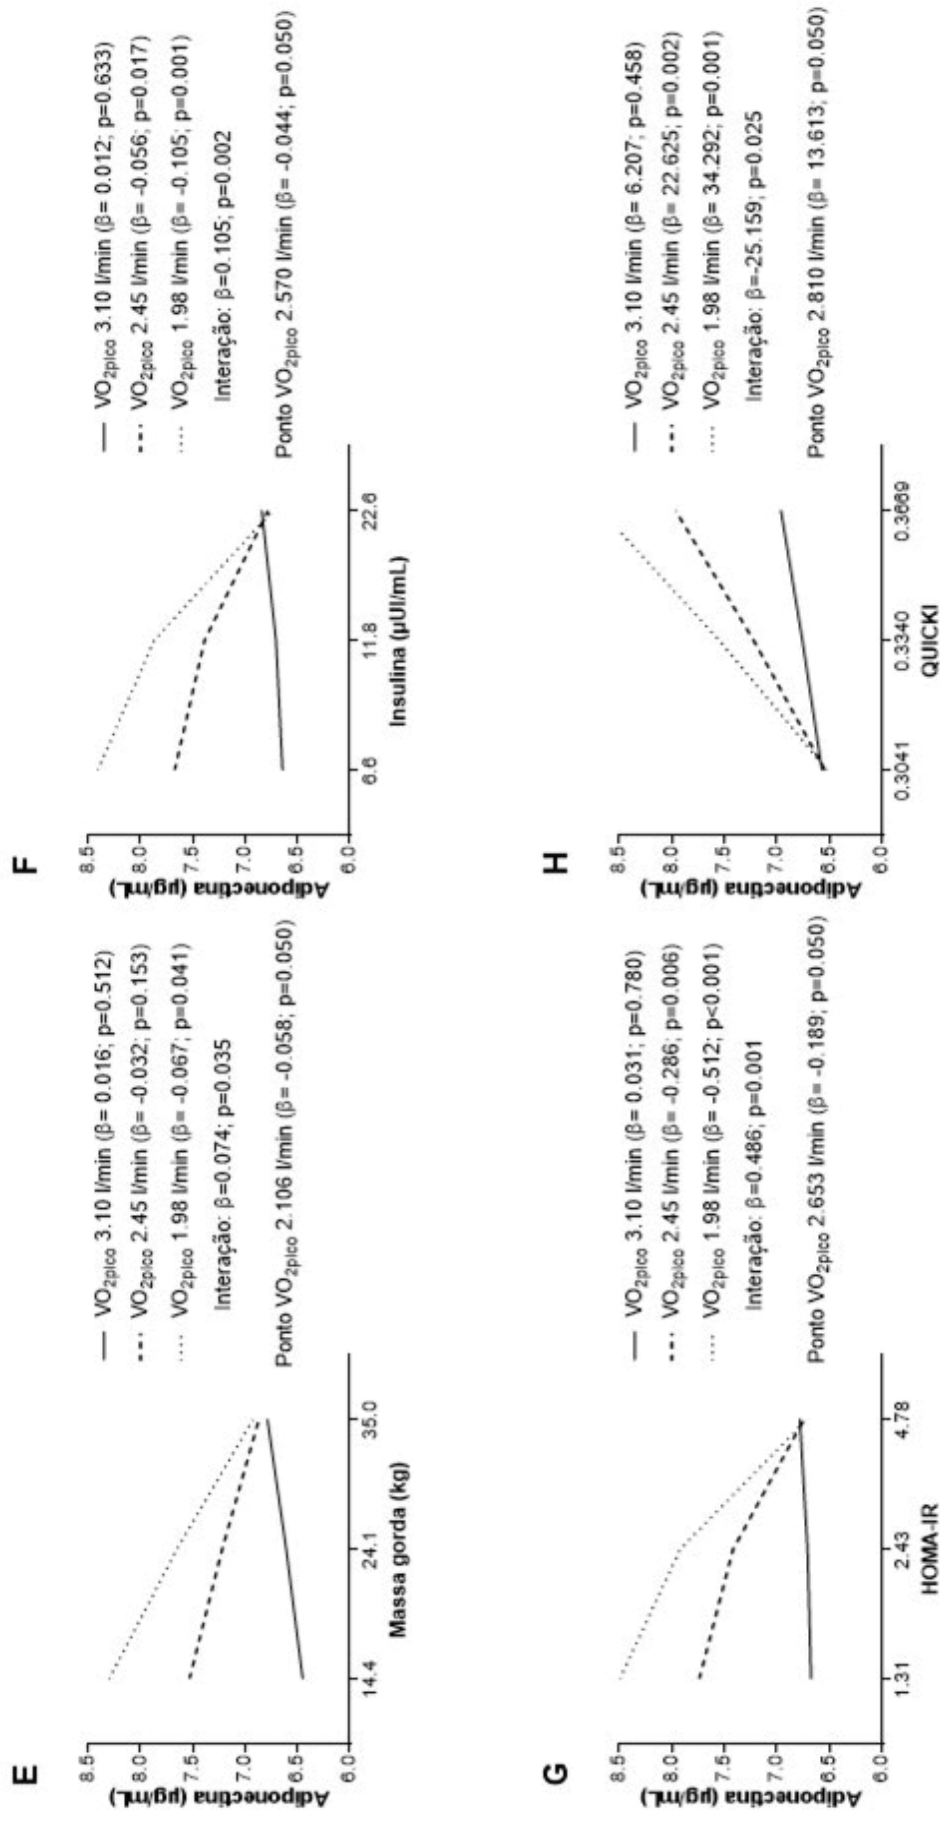 E
Adiponectina (µg/mL)
8.5
8.0
7.5
7.0
6.5
6.0
14.4
24.1
35.0
Massa gorda (kg)
VO2pico 3.10 l/min (β= 0.016; p=0.512)
VO2pico 2.45 l/min (β= -0.032; p=0.153)
VO2pico 1.98 l/min (β= -0.067; p=0.041)
Interação: β=0.074; p=0.035
Ponto VO2pico 2.106 l/min (β= -0.058; p=0.050)
F
Adiponectina (µg/mL)
8.5
8.0
7.5
7.0
6.5
6.0
6.6
11.8
22.6
Insulina (µUI/mL)
VO2pico 3.10 l/min (β= 0.012; p=0.633)
VO2pico 2.45 l/min (β= -0.056; p=0.017)
VO2pico 1.98 l/min (β= -0.105; p=0.001)
Interação: β=0.105; p=0.002
Ponto VO2pico 2.570 l/min (β= -0.044; p=0.050)
G
Adiponectina (µg/mL)
8.5
8.0
7.5
7.0
6.5
6.0
1.31
2.43
4.78
HOMA-IR
VO2pico 3.10 l/min (β= 0.031; p=0.780)
VO2pico 2.45 l/min (β= -0.286; p=0.006)
VO2pico 1.98 l/min (β= -0.512; p<0.001)
Interação: β=0.486; p=0.001
Ponto VO2pico 2.653 l/min (β= -0.189; p=0.050)
H
Adiponectina (µg/mL)
8.5
8.0
7.5
7.0
6.5
6.0
0.3041
0.3340
0.3669
QUICKI
VO2pico 3.10 l/min (β= 6.207; p=0.458)
VO2pico 2.45 l/min (β= 22.625; p=0.002)
VO2pico 1.98 l/min (β= 34.292; p=0.001)
Interação: β=-25.159; p=0.025
Ponto VO2pico 2.810 l/min (β= 13.613; p=0.050)